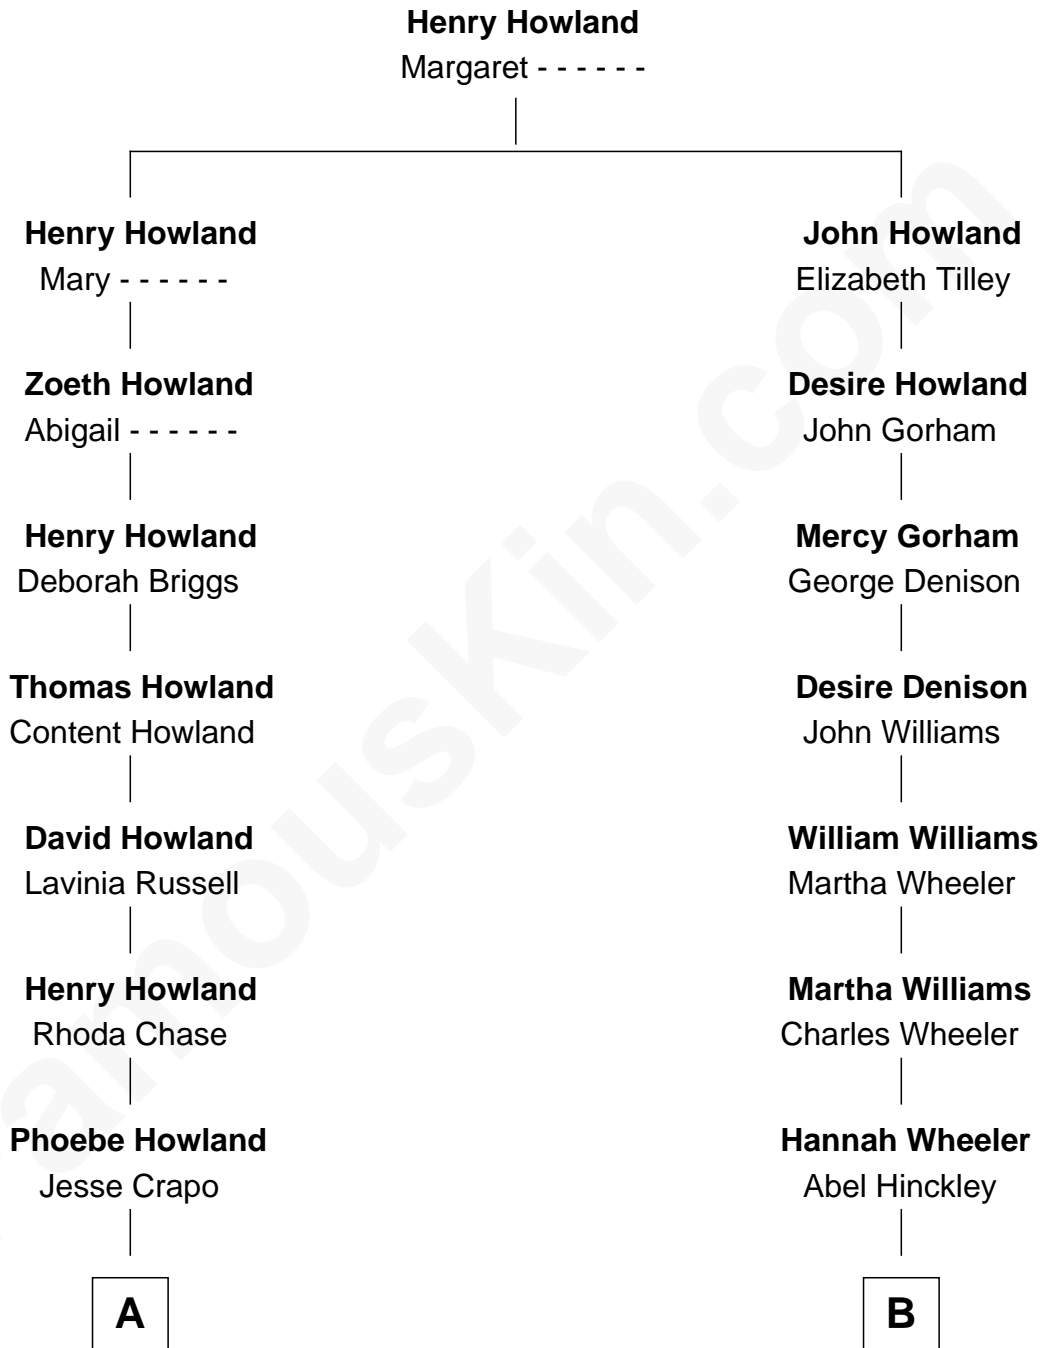 Henry Howland
Margaret - - - - - -
Henry Howland
Mary - - - - - -
John Howland
Elizabeth Tilley
Zoeth Howland
Abigail - - - - - -
Desire Howland
John Gorham
Henry Howland
Deborah Briggs
Mercy Gorham
George Denison
Thomas Howland
Content Howland
Desire Denison
John Williams
David Howland
Lavinia Russell
William Williams
Martha Wheeler
Henry Howland
Rhoda Chase
Martha Williams
Charles Wheeler
Phoebe Howland
Jesse Crapo
Hannah Wheeler
Abel Hinckley
A
B
amousKin.com